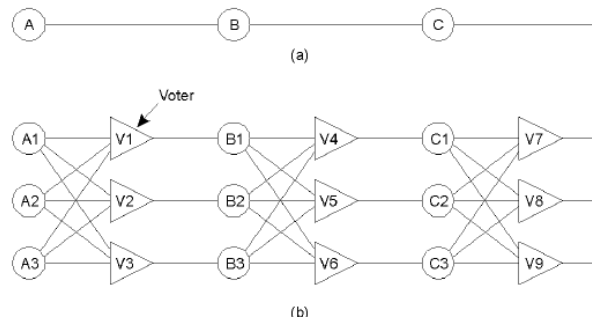 A B C
(a)
Voter
A1 V1 B1 V4 C1 V7
A2 V2 B2 V5 C2 V8
A3 V3 B3 V6 C3 V9
(b)